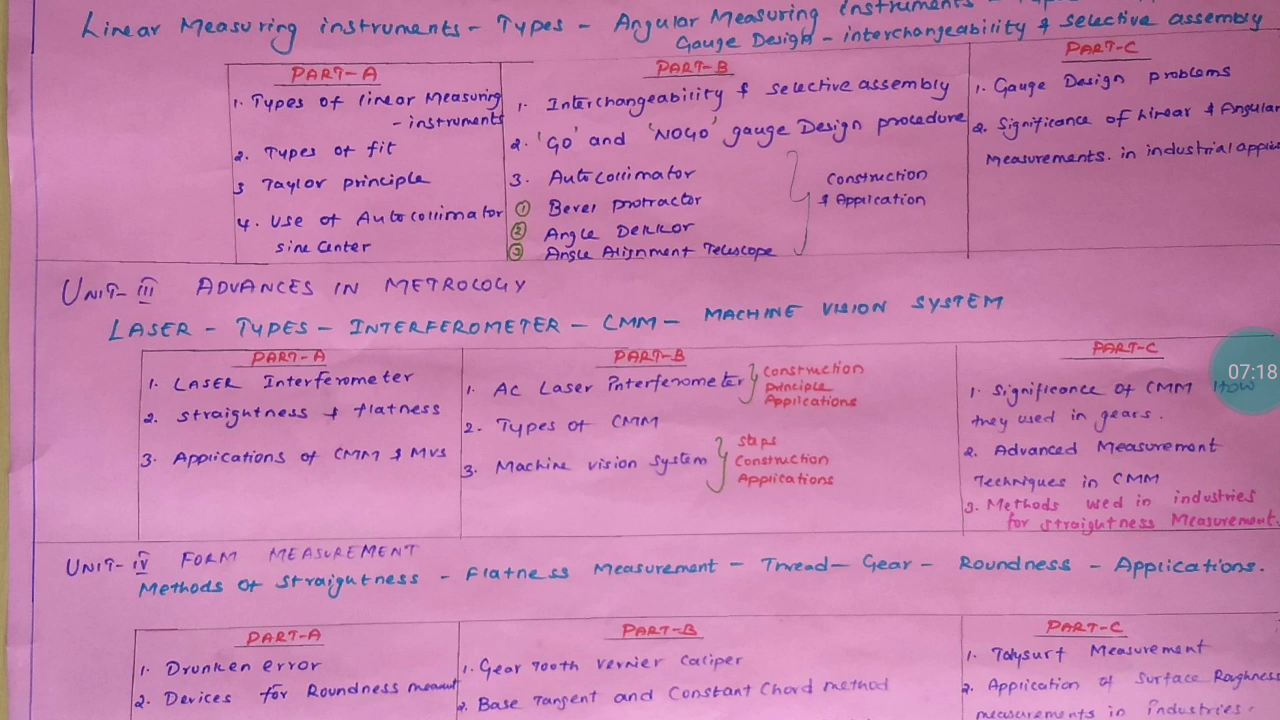 Linear Measuring instruments - Types - Angular Measuring instruments -
Gauge Design - interchangeability & selective assembly
PART-A
1. Types of linear Measuring
- instruments
2. Types of fit
3 Taylor principle
4. Use of Autocollimator
sine center
PART-B
1. Interchangeability & selective assembly
2. 'GO' and 'NOGO' gauge Design procedure
3. Autocollimator
① Bevel protractor
② Angle Dekkor
③ Angle Alignment Telescope
Construction
& Application
PART-C
1. Gauge Design problems
2. Significance of Linear & Angular
Measurements. in industrial
UNIT-III ADVANCES IN METROLOGY
LASER - TYPES - INTERFEROMETER - CMM - MACHINE VISION SYSTEM
PART-A
1. LASER Interferometer
2. straightness & flatness
3. Applications of CMM & MVS
PART-B
1. AC Laser Interferometer
Construction
Principle
Applications
2. Types of CMM
3. Machine vision system
steps
Construction
Applications
PART-C
07:18
1. Significance of CMM How
they used in gears.
2. Advanced Measurement
Techniques in CMM
3. Methods used in industries
for straightness Measurement.
UNIT-IV FORM MEASUREMENT
Methods of straightness - Flatness Measurement - Thread - Gear - Roundness - Applications.
PART-A
1. Drunken error
2. Devices for Roundness
PART-B
1. Gear Tooth Vernier Caliper
2. Base Tangent and Constant Chord method
PART-C
1. Talysurf Measurement
2. Application of Surface Roghness
measurements in industries.